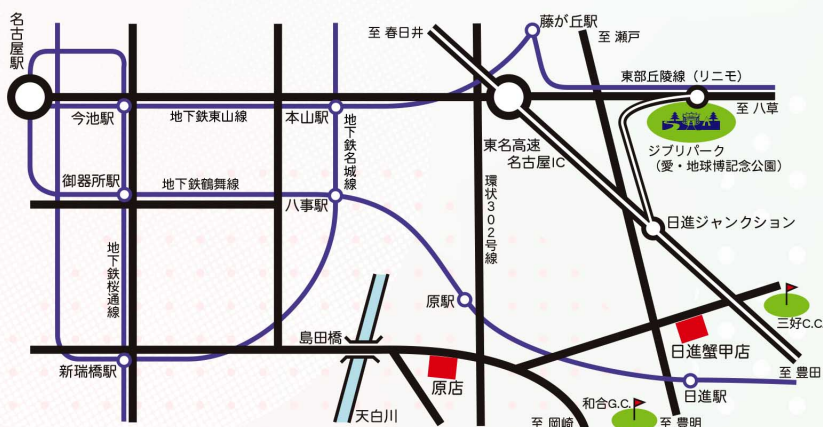 名古屋駅
至 春日井
藤が丘駅
至 瀬戸
東部丘陵線（リニモ）
至 八草
今池駅
地下鉄東山線
本山駅
地下鉄名城線
東名高速
名古屋IC
ジブリパーク
（愛・地球博記念公園）
御器所駅
地下鉄鶴舞線
八事駅
環状302号線
日進ジャンクション
地下鉄桜通線
原駅
島田橋
三好C.C.
日進蟹甲店
新瑞橋駅
原店
至 豊田
日進駅
天白川
和合G.C.
至 岡崎
至 豊明